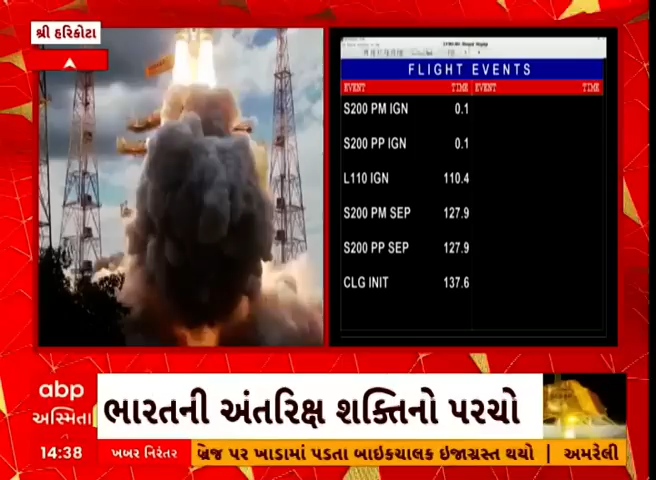 શ્રી હરિકોટા
FLIGHT EVENTS
EVENT TIME EVENT TIME
S200 PM IGN 0.1
S200 PP IGN 0.1
L110 IGN 110.4
S200 PM SEP 127.9
S200 PP SEP 127.9
CLG INIT 137.6
abp
અસ્મિતા
ભારતની અંતરિક્ષ શક્તિનો પરચો
14:38 ખબર નિરંતર બ્રેજ પર ખાડામાં પડતા બાઇકચાલક ઇજાગ્રસ્ત થયો | અમરેલી